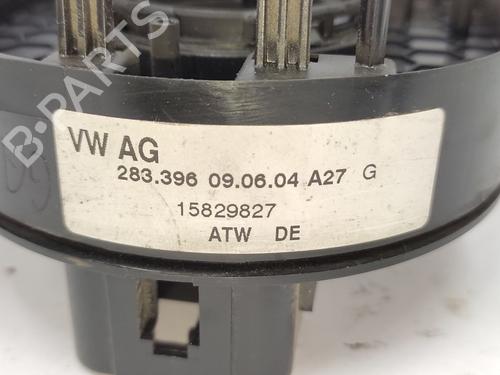 B-PARTS
VW AG
283.396 09.06.04 A27 G
15829827
ATW DE